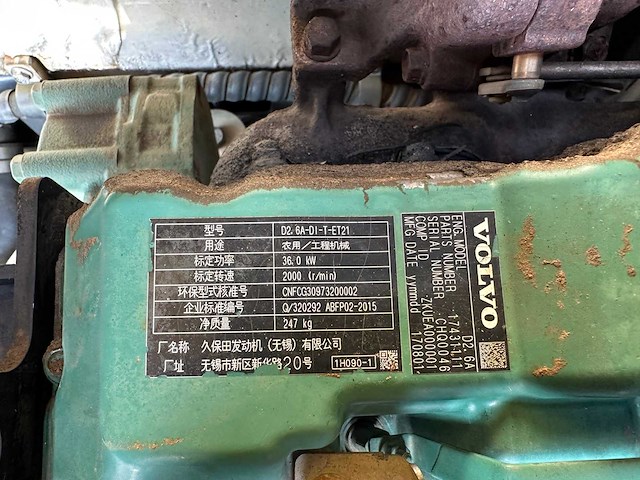 型号 D2.6A-DI-T-ET21
用途 农用/工程机械
标定功率 36.0 kW
标定转速 2000 (r/min)
环保型式核准号 CNFCG30973200002
企业标准编号 Q/320292 ABFP02-2015
净质量 247 kg
厂名 久保田发动机（无锡）有限公司
厂址 无锡市新区新华路20号
1H090-1
VOLVO
ENG.MODEL D2.6A
PARTS NUMBER 17431411
SERIAL NUMBER CHQ0046
COMP ID ZKUEA00001
MFG DATE yymmdd 170801